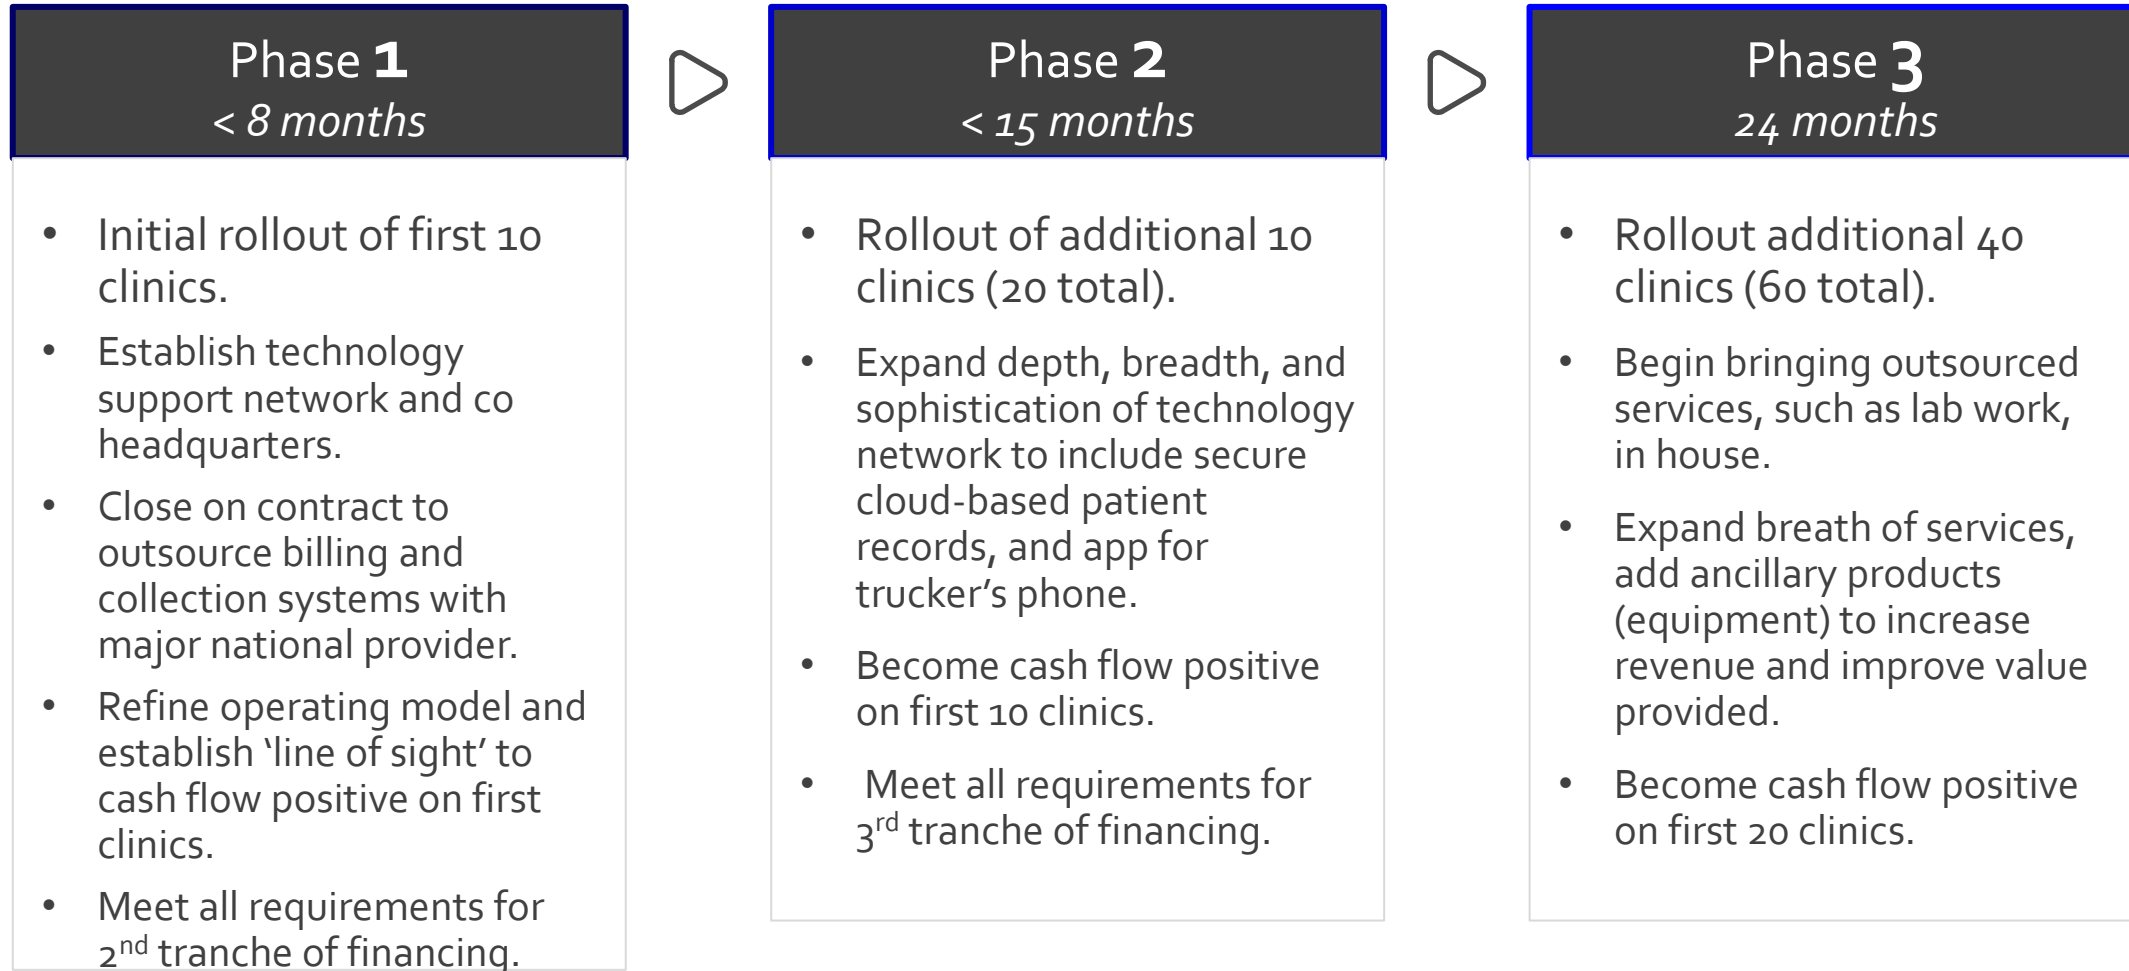 Phase 1
< 8 months
• Initial rollout of first 10
clinics.
• Establish technology
support network and co
headquarters.
• Close on contract to
outsource billing and
collection systems with
major national provider.
• Refine operating model and
establish ‘line of sight’ to
cash flow positive on first
clinics.
• Meet all requirements for
2nd tranche of financing.
Phase 2
< 15 months
• Rollout of additional 10
clinics (20 total).
• Expand depth, breadth, and
sophistication of technology
network to include secure
cloud-based patient
records, and app for
trucker’s phone.
• Become cash flow positive
on first 10 clinics.
• Meet all requirements for
3rd tranche of financing.
Phase 3
24 months
• Rollout additional 40
clinics (60 total).
• Begin bringing outsourced
services, such as lab work,
in house.
• Expand breath of services,
add ancillary products
(equipment) to increase
revenue and improve value
provided.
• Become cash flow positive
on first 20 clinics.